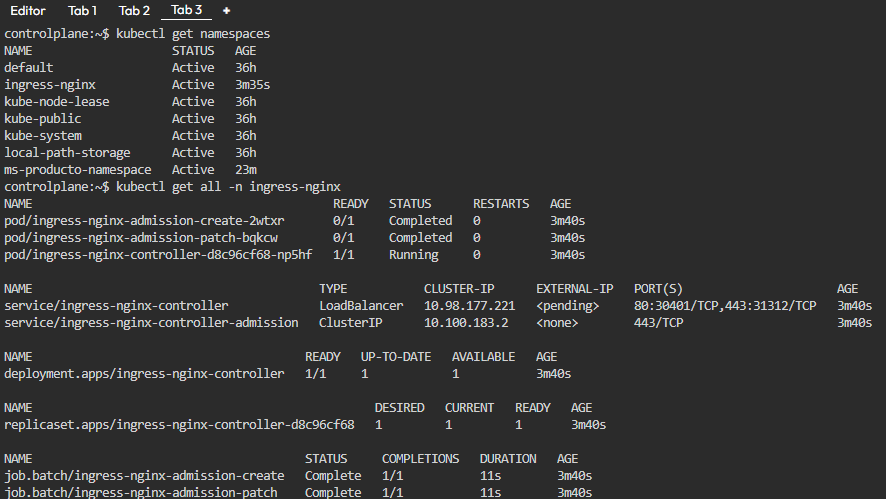 Editor Tab 1 Tab 2 Tab 3 +
controlplane:~$ kubectl get namespaces
NAME STATUS AGE
default Active 36h
ingress-nginx Active 3m35s
kube-node-lease Active 36h
kube-public Active 36h
kube-system Active 36h
local-path-storage Active 36h
ms-producto-namespace Active 23m
controlplane:~$ kubectl get all -n ingress-nginx
NAME READY STATUS RESTARTS AGE
pod/ingress-nginx-admission-create-2wtxr 0/1 Completed 0 3m40s
pod/ingress-nginx-admission-patch-bqkcw 0/1 Completed 0 3m40s
pod/ingress-nginx-controller-d8c96cf68-np5hf 1/1 Running 0 3m40s
NAME TYPE CLUSTER-IP EXTERNAL-IP PORT(S) AGE
service/ingress-nginx-controller LoadBalancer 10.98.177.221 <pending> 80:30401/TCP,443:31312/TCP 3m40s
service/ingress-nginx-controller-admission ClusterIP 10.100.183.2 <none> 443/TCP 3m40s
NAME READY UP-TO-DATE AVAILABLE AGE
deployment.apps/ingress-nginx-controller 1/1 1 1 3m40s
NAME DESIRED CURRENT READY AGE
replicaset.apps/ingress-nginx-controller-d8c96cf68 1 1 1 3m40s
NAME STATUS COMPLETIONS DURATION AGE
job.batch/ingress-nginx-admission-create Complete 1/1 11s 3m40s
job.batch/ingress-nginx-admission-patch Complete 1/1 11s 3m40s